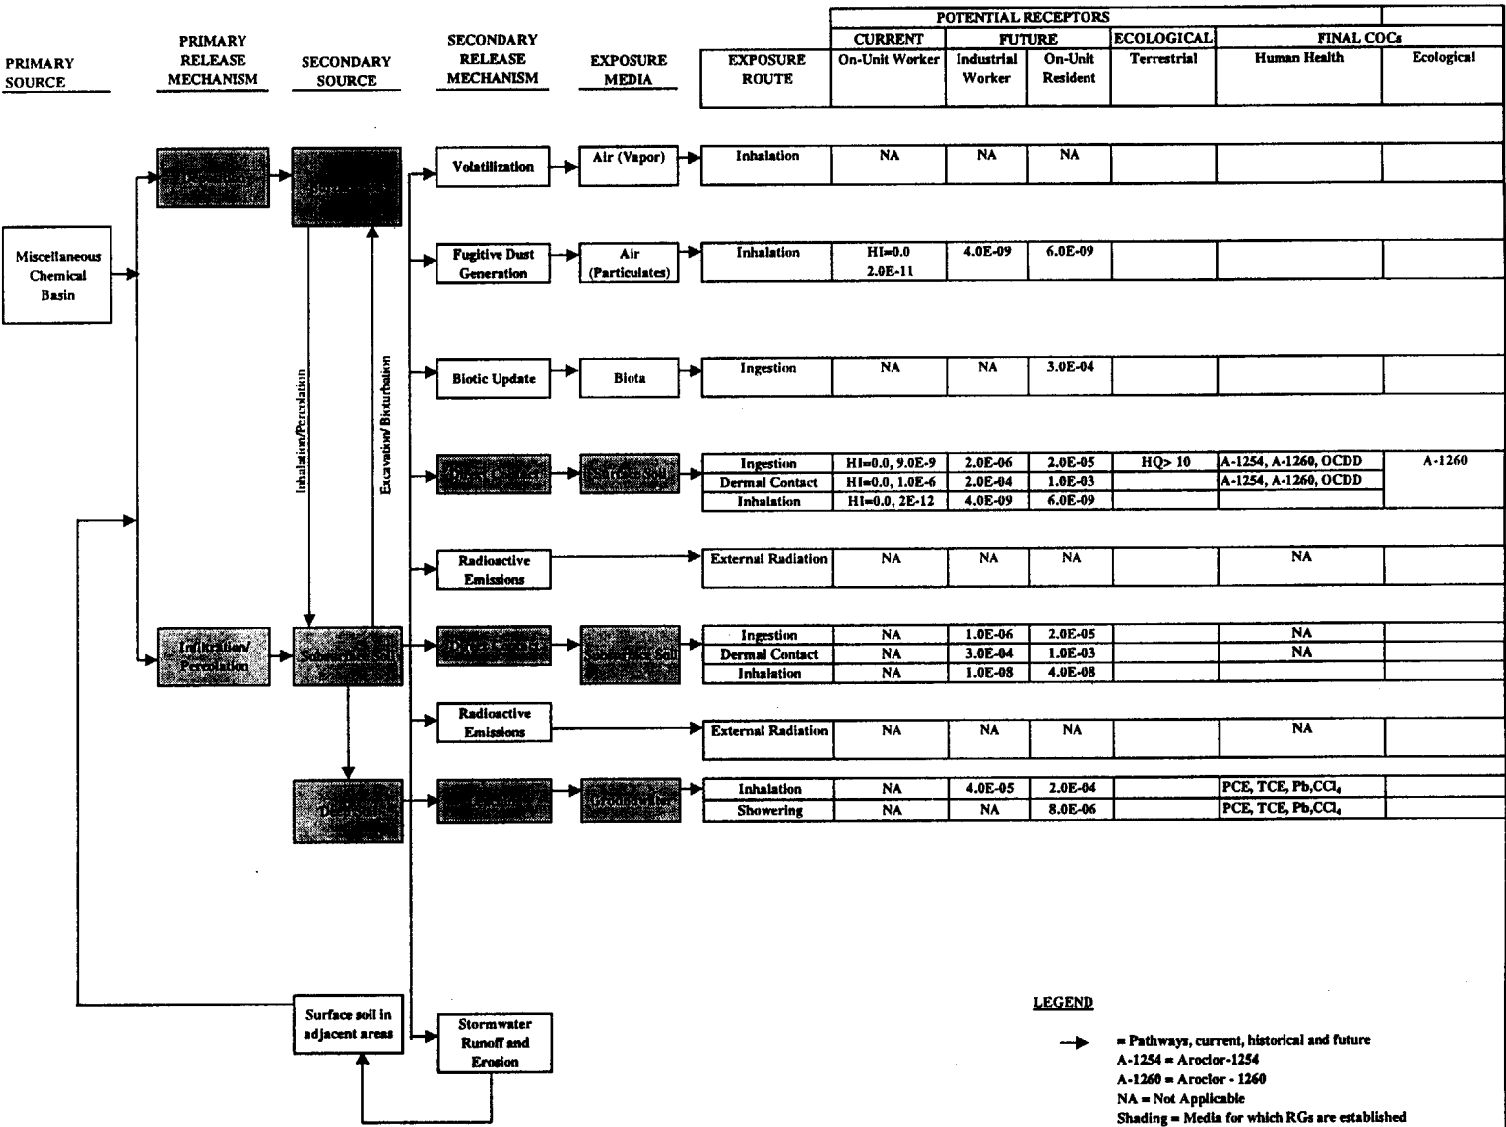 POTENTIAL RECEPTORS
CURRENT FUTURE ECOLOGICAL FINAL COCs
PRIMARY SOURCE
PRIMARY RELEASE MECHANISM
SECONDARY SOURCE
SECONDARY RELEASE MECHANISM
EXPOSURE MEDIA
EXPOSURE ROUTE
On-Unit Worker
Industrial Worker
On-Unit Resident
Terrestrial
Human Health
Ecological
Volatilization
Air (Vapor)
Inhalation NA NA NA
Miscellaneous
Chemical
Basin
Fugitive Dust
Generation
Air
(Particulates)
Inhalation HI=0.0 4.0E-09 6.0E-09
2.0E-11
Inhalation/Percolation
Excavation/ Bioturbation
Biotic Update
Biota
Ingestion NA NA 3.0E-04
Direct Contact
Surface Soil
Ingestion HI=0.0, 9.0E-9 2.0E-06 2.0E-05 HQ> 10 A-1254, A-1260, OCDD A-1260
Dermal Contact HI=0.0, 1.0E-6 2.0E-04 1.0E-03 A-1254, A-1260, OCDD
Inhalation HI=0.0, 2E-12 4.0E-09 6.0E-09
Radioactive
Emissions
External Radiation NA NA NA NA
Infiltration/
Percolation
Subsurface Soil
Direct Contact
Subsurface Soil
Ingestion NA 1.0E-06 2.0E-05 NA
Dermal Contact NA 3.0E-04 1.0E-03 NA
Inhalation NA 1.0E-08 4.0E-08
Radioactive
Emissions
External Radiation NA NA NA NA
Groundwater
Inhalation NA 4.0E-05 2.0E-04 PCE, TCE, Pb,CCl₄
Showering NA NA 8.0E-06 PCE, TCE, Pb,CCl₄
Surface soil in
adjacent areas
Stormwater
Runoff and
Erosion
LEGEND
= Pathways, current, historical and future
A-1254 = Aroclor-1254
A-1260 = Aroclor - 1260
NA = Not Applicable
Shading = Media for which RGs are established